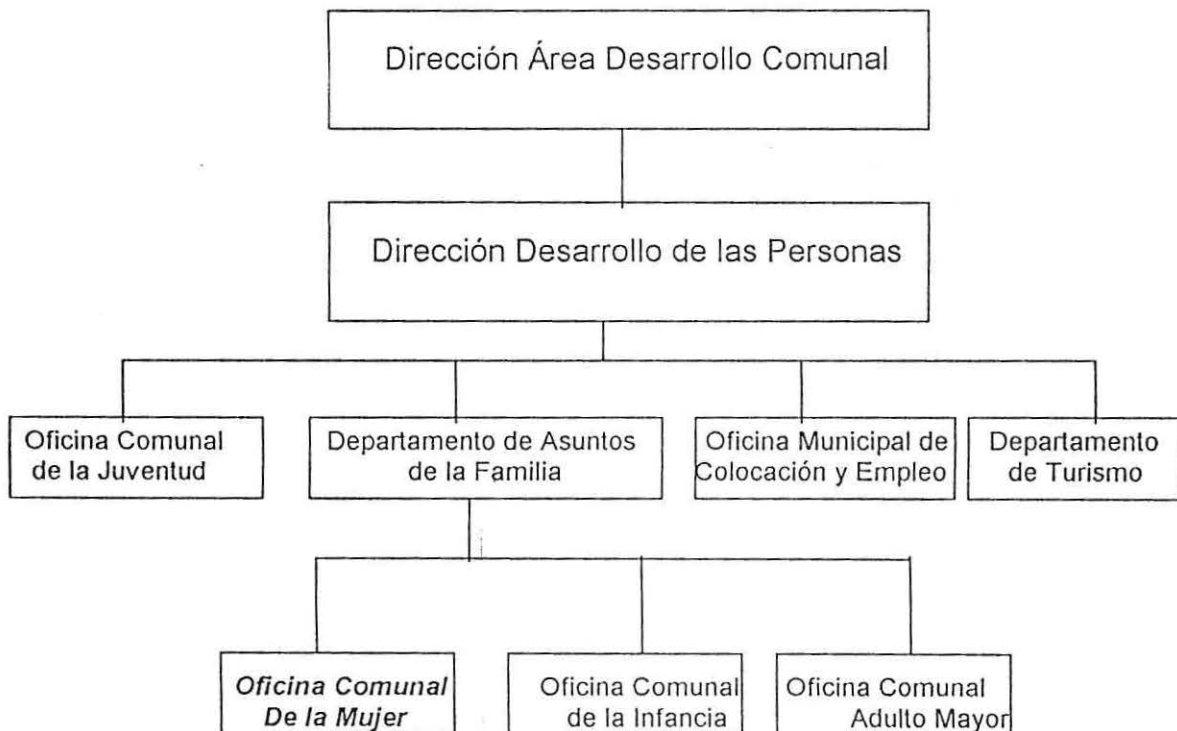 Dirección Área Desarrollo Comunal
Dirección Desarrollo de las Personas
Oficina Comunal
de la Juventud
Departamento de Asuntos
de la Familia
Oficina Municipal de
Colocación y Empleo
Departamento
de Turismo
Oficina Comunal
De la Mujer
Oficina Comunal
de la Infancia
Oficina Comunal
Adulto Mayor